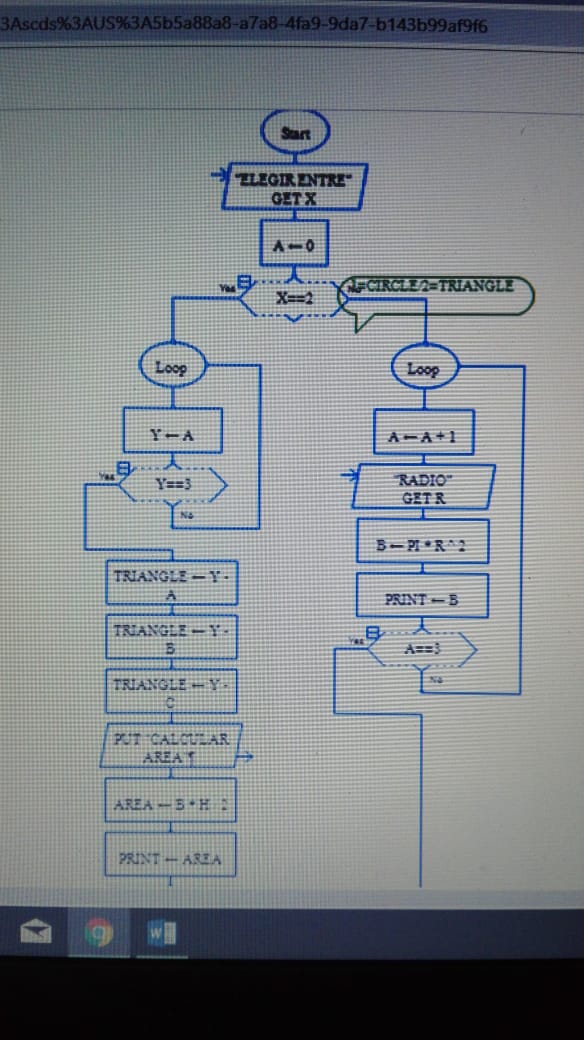 3Ascds%3AUS%3A5b5a88a8-a7a8-4fa9-9da7-b143b99af9f6
Start
"ELEGIR ENTRE"
GET X
A ← 0
Yes
X==2
No
1=CIRCLE/2=TRIANGLE
Loop
Y ← A
Yes
Y==3
No
TRIANGLE ← Y -
A
TRIANGLE ← Y -
B
TRIANGLE ← Y -
C
PUT "CALCULAR
AREA"¶
AREA ← B * H 2
PRINT ← AREA
Loop
A ← A + 1
"RADIO"
GET R
B ← PI * R ^ 2
PRINT ← B
Yes
A==3
No
W